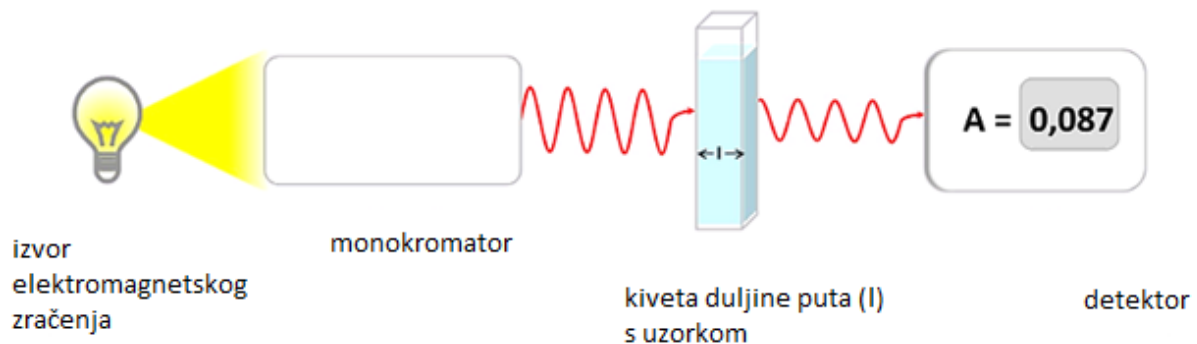 ←l→
A = 0,087
izvor
elektromagnetskog
zračenja
monokromator
kiveta duljine puta (l)
s uzorkom
detektor